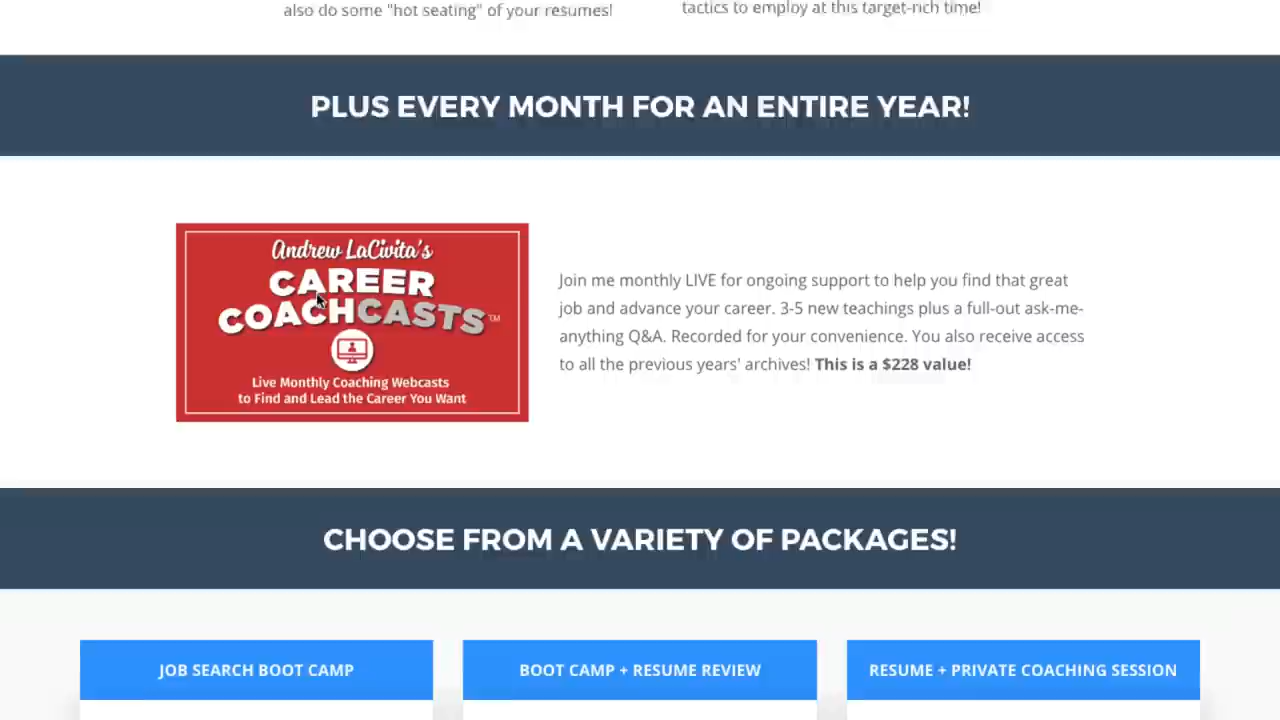 also do some "hot seating" of your resumes!
tactics to employ at this target-rich time!
PLUS EVERY MONTH FOR AN ENTIRE YEAR!
Andrew LaCivita's
CAREER
COACHCASTS™
Live Monthly Coaching Webcasts
to Find and Lead the Career You Want
Join me monthly LIVE for ongoing support to help you find that great
job and advance your career. 3-5 new teachings plus a full-out ask-me-
anything Q&A. Recorded for your convenience. You also receive access
to all the previous years' archives! This is a $228 value!
CHOOSE FROM A VARIETY OF PACKAGES!
JOB SEARCH BOOT CAMP
BOOT CAMP + RESUME REVIEW
RESUME + PRIVATE COACHING SESSION